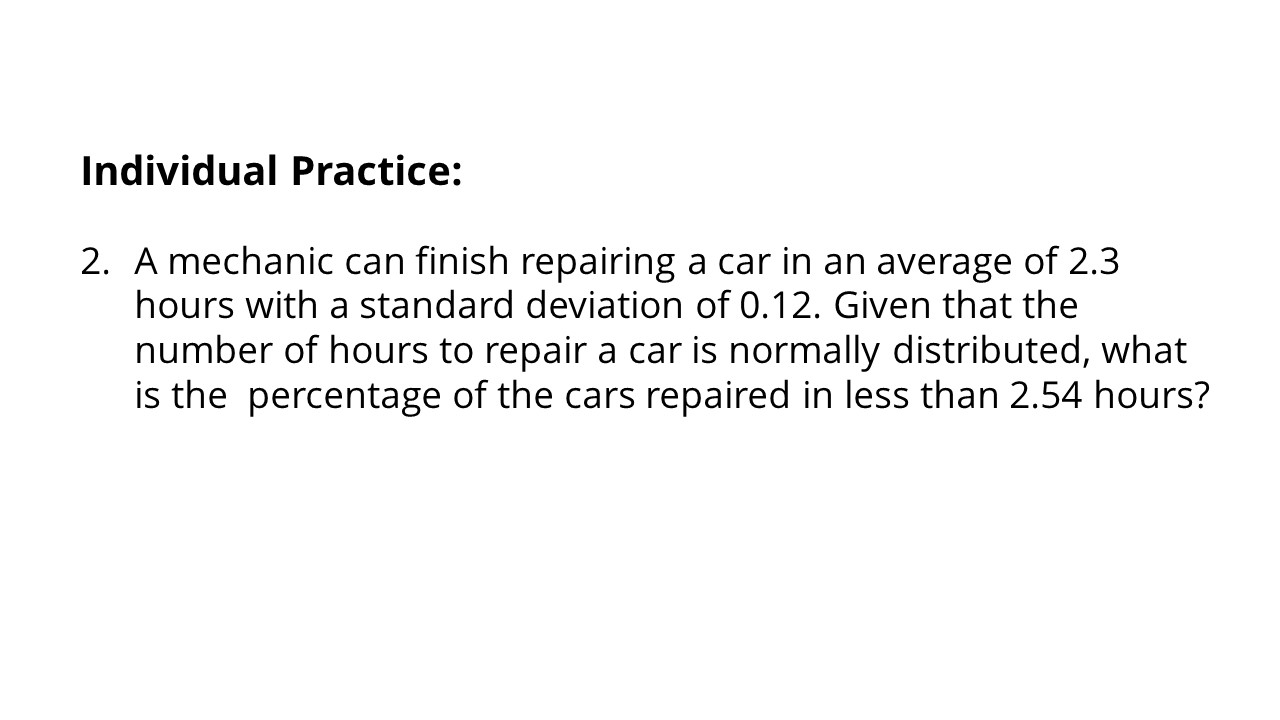 Individual Practice:
2. A mechanic can finish repairing a car in an average of 2.3
hours with a standard deviation of 0.12. Given that the
number of hours to repair a car is normally distributed, what
is the  percentage of the cars repaired in less than 2.54 hours?